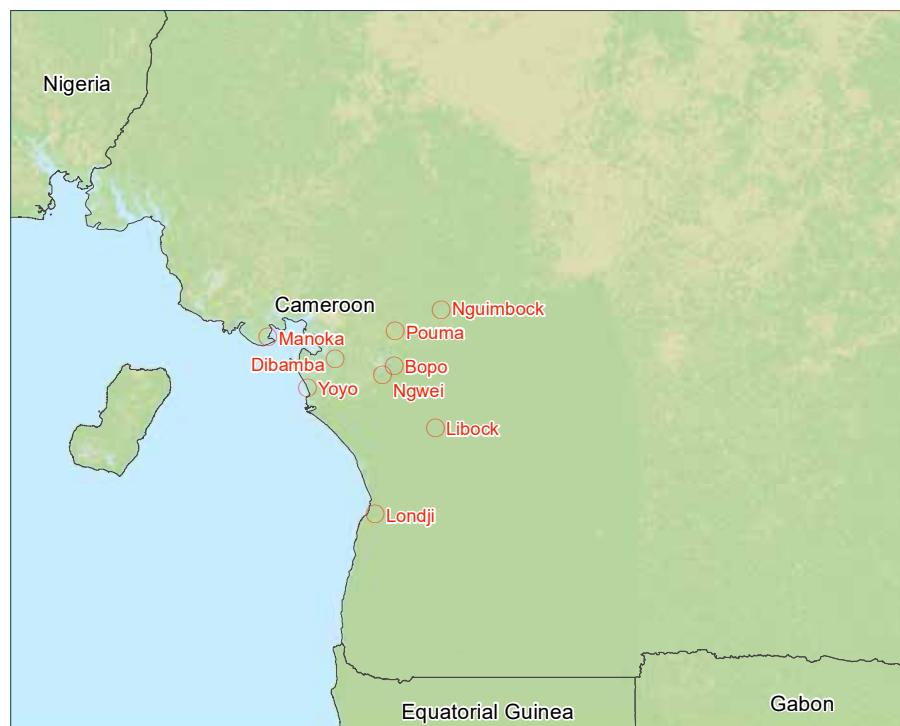 Nigeria
Cameroon
Nguimbock
Pouma
Manoka
Dibamba
Bopo
Yoyo
Ngwei
Libock
Londji
Equatorial Guinea
Gabon